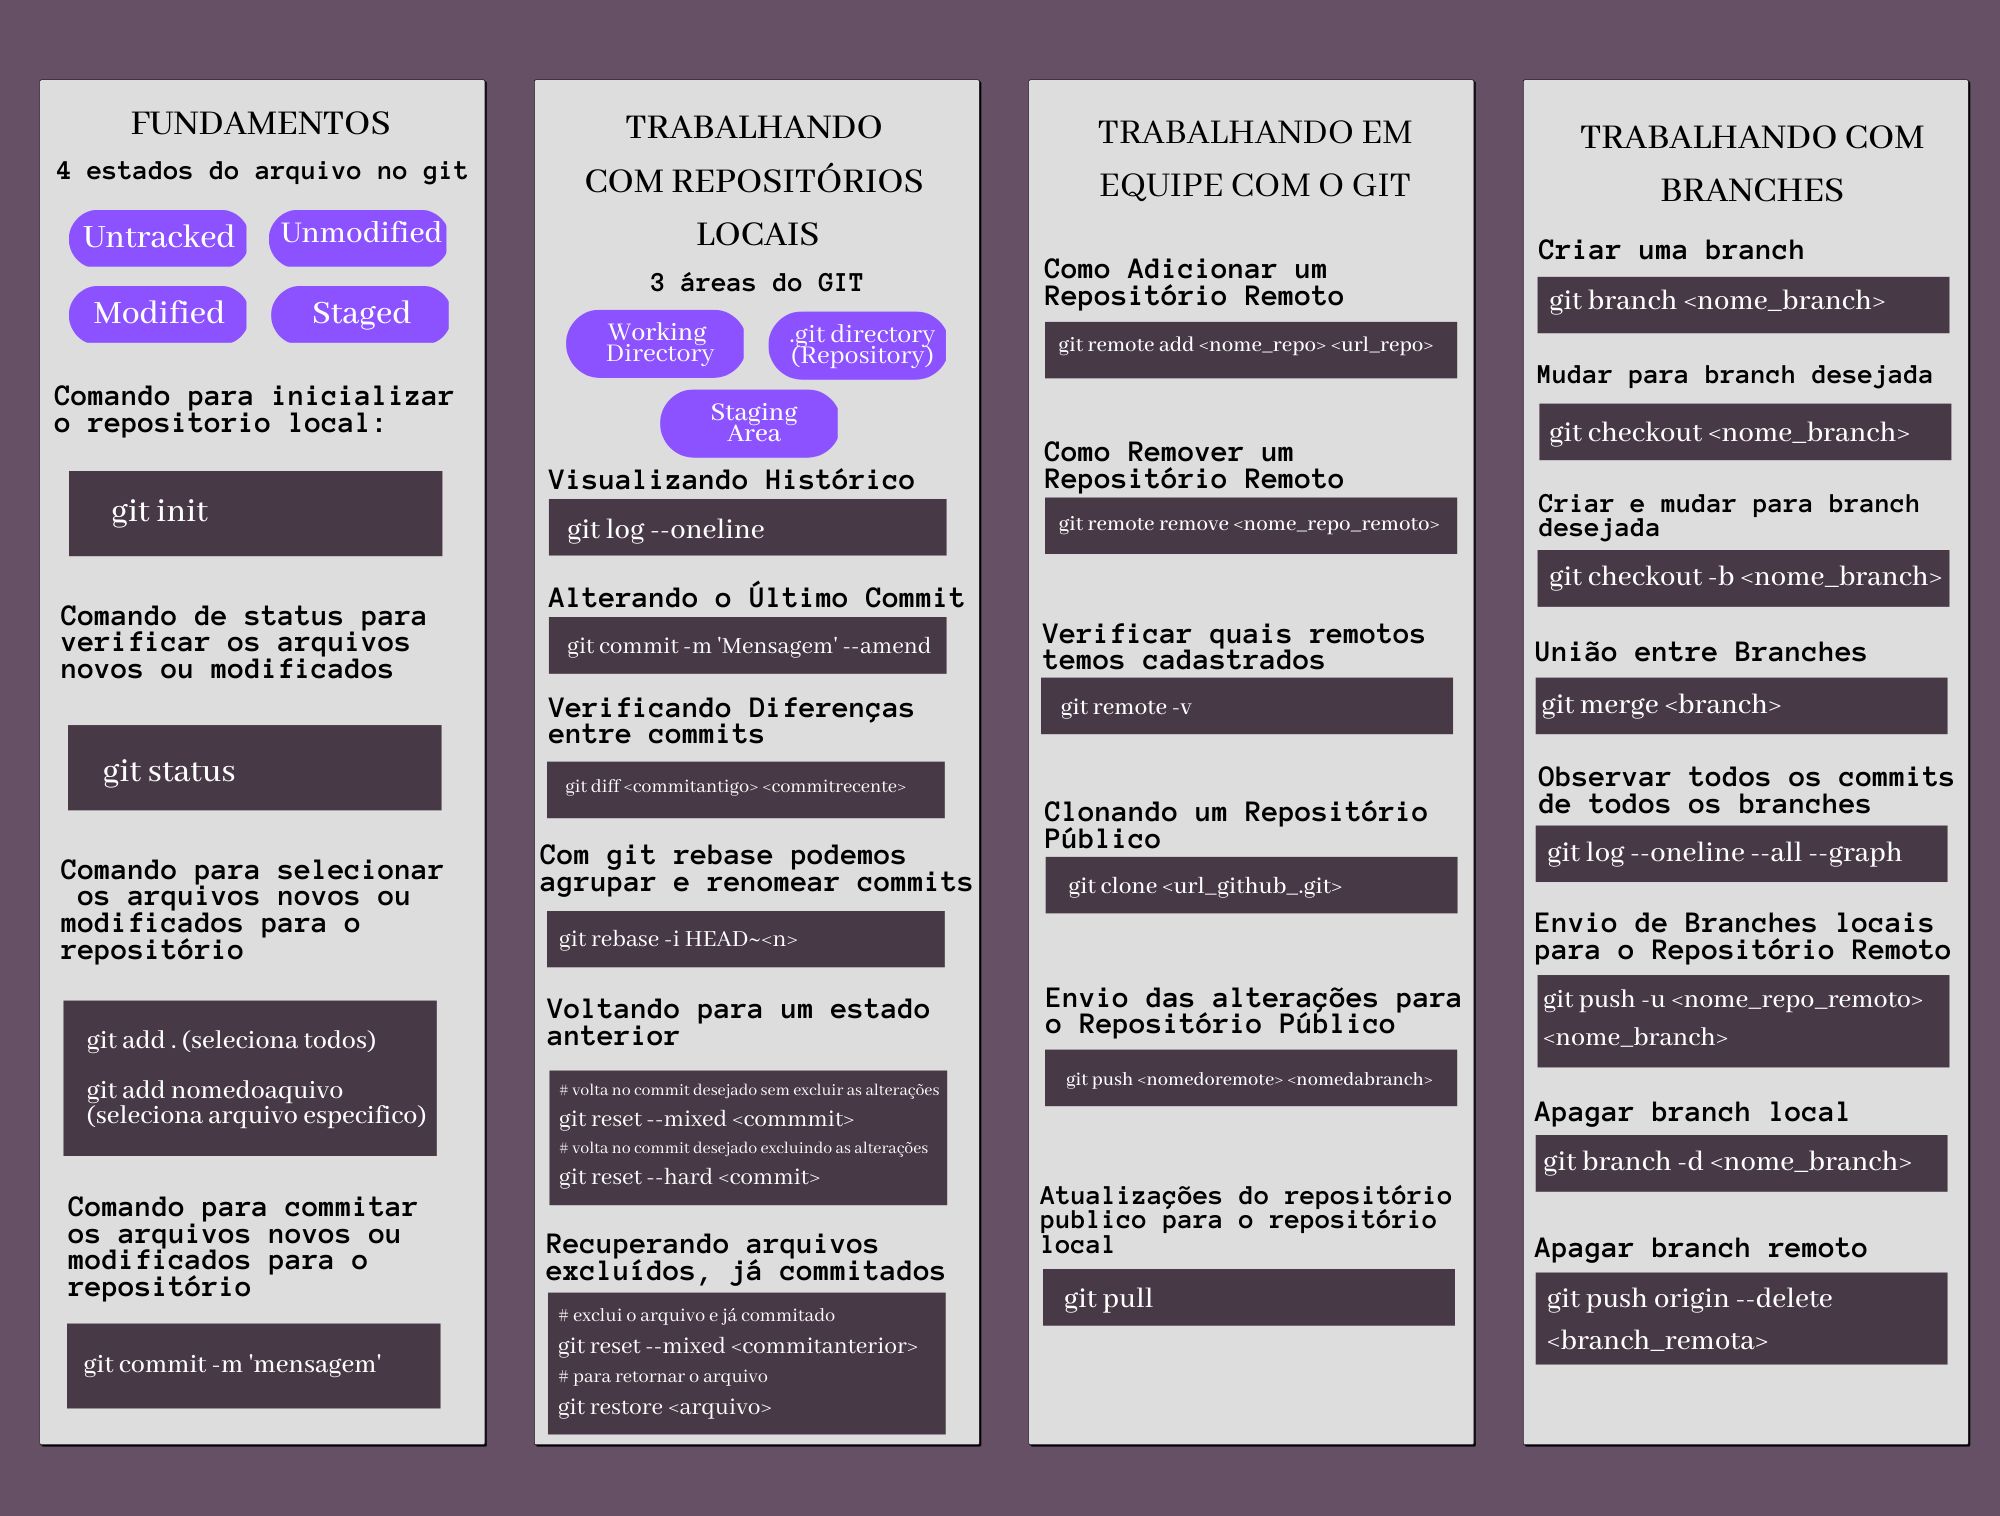 FUNDAMENTOS
4 estados do arquivo no git
Untracked
Unmodified
Modified
Staged
Comando para inicializar
o repositorio local:
git init
Comando de status para
verificar os arquivos
novos ou modificados
git status
Comando para selecionar
os arquivos novos ou
modificados para o
repositório
git add . (seleciona todos)
git add nomedoaquivo
(seleciona arquivo especifico)
Comando para commitar
os arquivos novos ou
modificados para o
repositório
git commit -m 'mensagem'
TRABALHANDO
COM REPOSITÓRIOS
LOCAIS
3 áreas do GIT
Working
Directory
.git directory
(Repository)
Staging
Area
Visualizando Histórico
git log --oneline
Alterando o Último Commit
git commit -m 'Mensagem' --amend
Verificando Diferenças
entre commits
git diff <commitantigo> <commitrecente>
Com git rebase podemos
agrupar e renomear commits
git rebase -i HEAD~<n>
Voltando para um estado
anterior
# volta no commit desejado sem excluir as alterações
git reset --mixed <commmit>
# volta no commit desejado excluindo as alterações
git reset --hard <commit>
Recuperando arquivos
excluídos, já commitados
# exclui o arquivo e já commitado
git reset --mixed <commitanterior>
# para retornar o arquivo
git restore <arquivo>
TRABALHANDO EM
EQUIPE COM O GIT
Como Adicionar um
Repositório Remoto
git remote add <nome_repo> <url_repo>
Como Remover um
Repositório Remoto
git remote remove <nome_repo_remoto>
Verificar quais remotos
temos cadastrados
git remote -v
Clonando um Repositório
Público
git clone <url_github_.git>
Envio das alterações para
o Repositório Público
git push <nomedoremote> <nomedabranch>
Atualizações do repositório
publico para o repositório
local
git pull
TRABALHANDO COM
BRANCHES
Criar uma branch
git branch <nome_branch>
Mudar para branch desejada
git checkout <nome_branch>
Criar e mudar para branch
desejada
git checkout -b <nome_branch>
União entre Branches
git merge <branch>
Observar todos os commits
de todos os branches
git log --oneline --all --graph
Envio de Branches locais
para o Repositório Remoto
git push -u <nome_repo_remoto>
<nome_branch>
Apagar branch local
git branch -d <nome_branch>
Apagar branch remoto
git push origin --delete
<branch_remota>